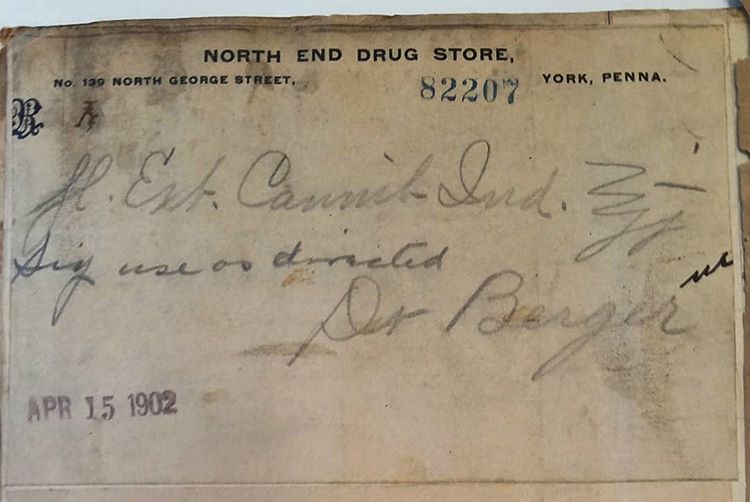 NORTH END DRUG STORE,
No. 139 NORTH GEORGE STREET, 82207 YORK, PENNA.
℞
fl. Ext. Cannib Ind.
Sig use as directed
Dr Berger
APR 15 1902